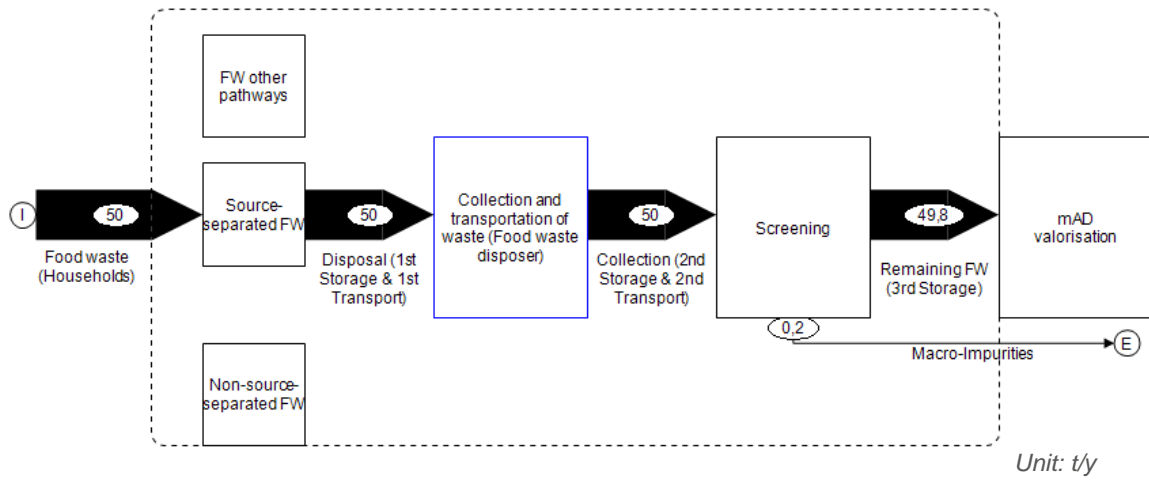 FW other
pathways
I
50
Food waste
(Households)
Source-
separated FW
50
Disposal (1st
Storage & 1st
Transport)
Collection and
transportation of
waste (Food waste
disposer)
50
Collection (2nd
Storage & 2nd
Transport)
Screening
49,8
Remaining FW
(3rd Storage)
mAD
valorisation
0,2
Macro-Impurities
E
Non-source-
separated FW
Unit: t/y